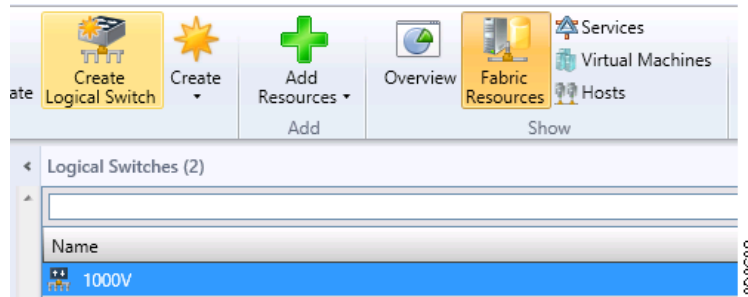 ate
Create
Logical Switch
Create
Add
Resources
Overview
Fabric
Resources
Services
Virtual Machines
Hosts
Add
Show
Logical Switches (2)
Name
1000V